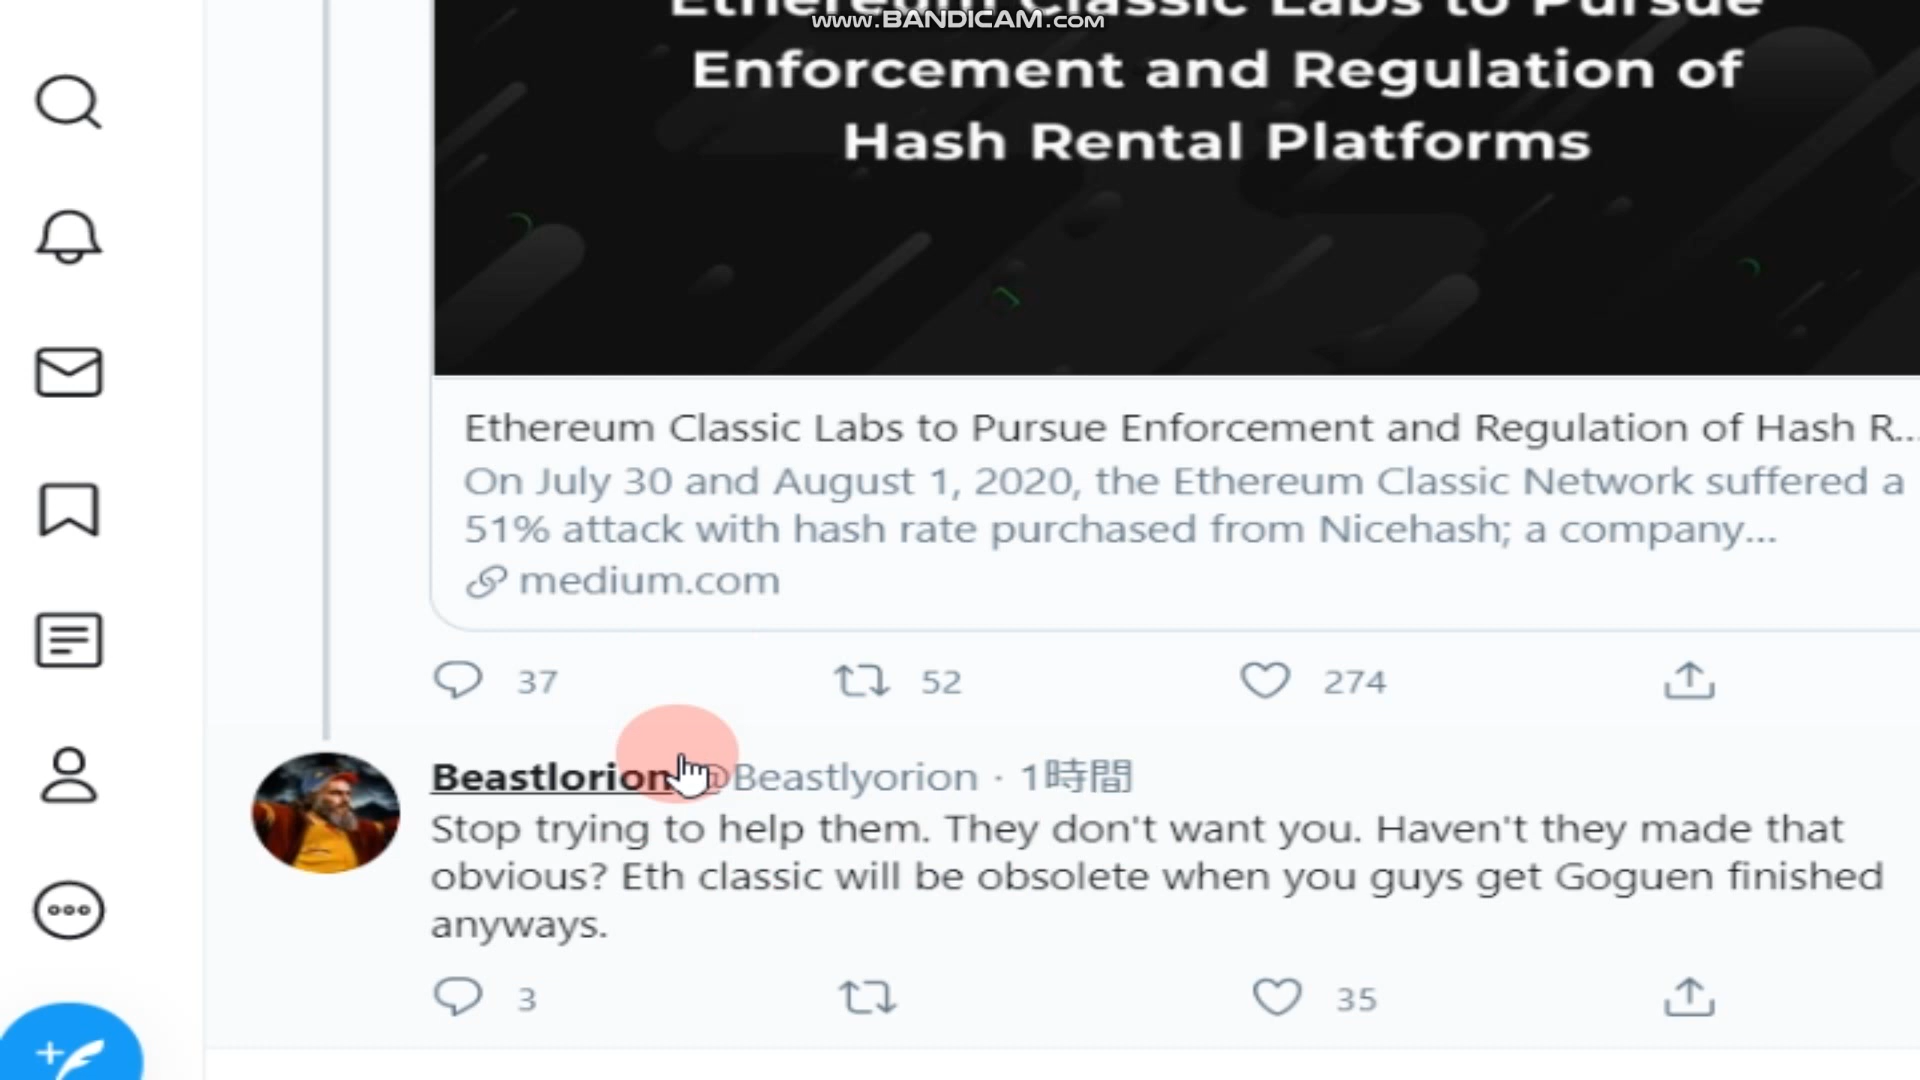 Ethereum Classic Labs to Pursue
www.BANDICAM.com
Enforcement and Regulation of
Hash Rental Platforms
Ethereum Classic Labs to Pursue Enforcement and Regulation of Hash R...
On July 30 and August 1, 2020, the Ethereum Classic Network suffered a
51% attack with hash rate purchased from Nicehash; a company...
medium.com
37 52 274
Beastlorion @Beastlyorion · 1時間
Stop trying to help them. They don't want you. Haven't they made that
obvious? Eth classic will be obsolete when you guys get Goguen finished
anyways.
3 35